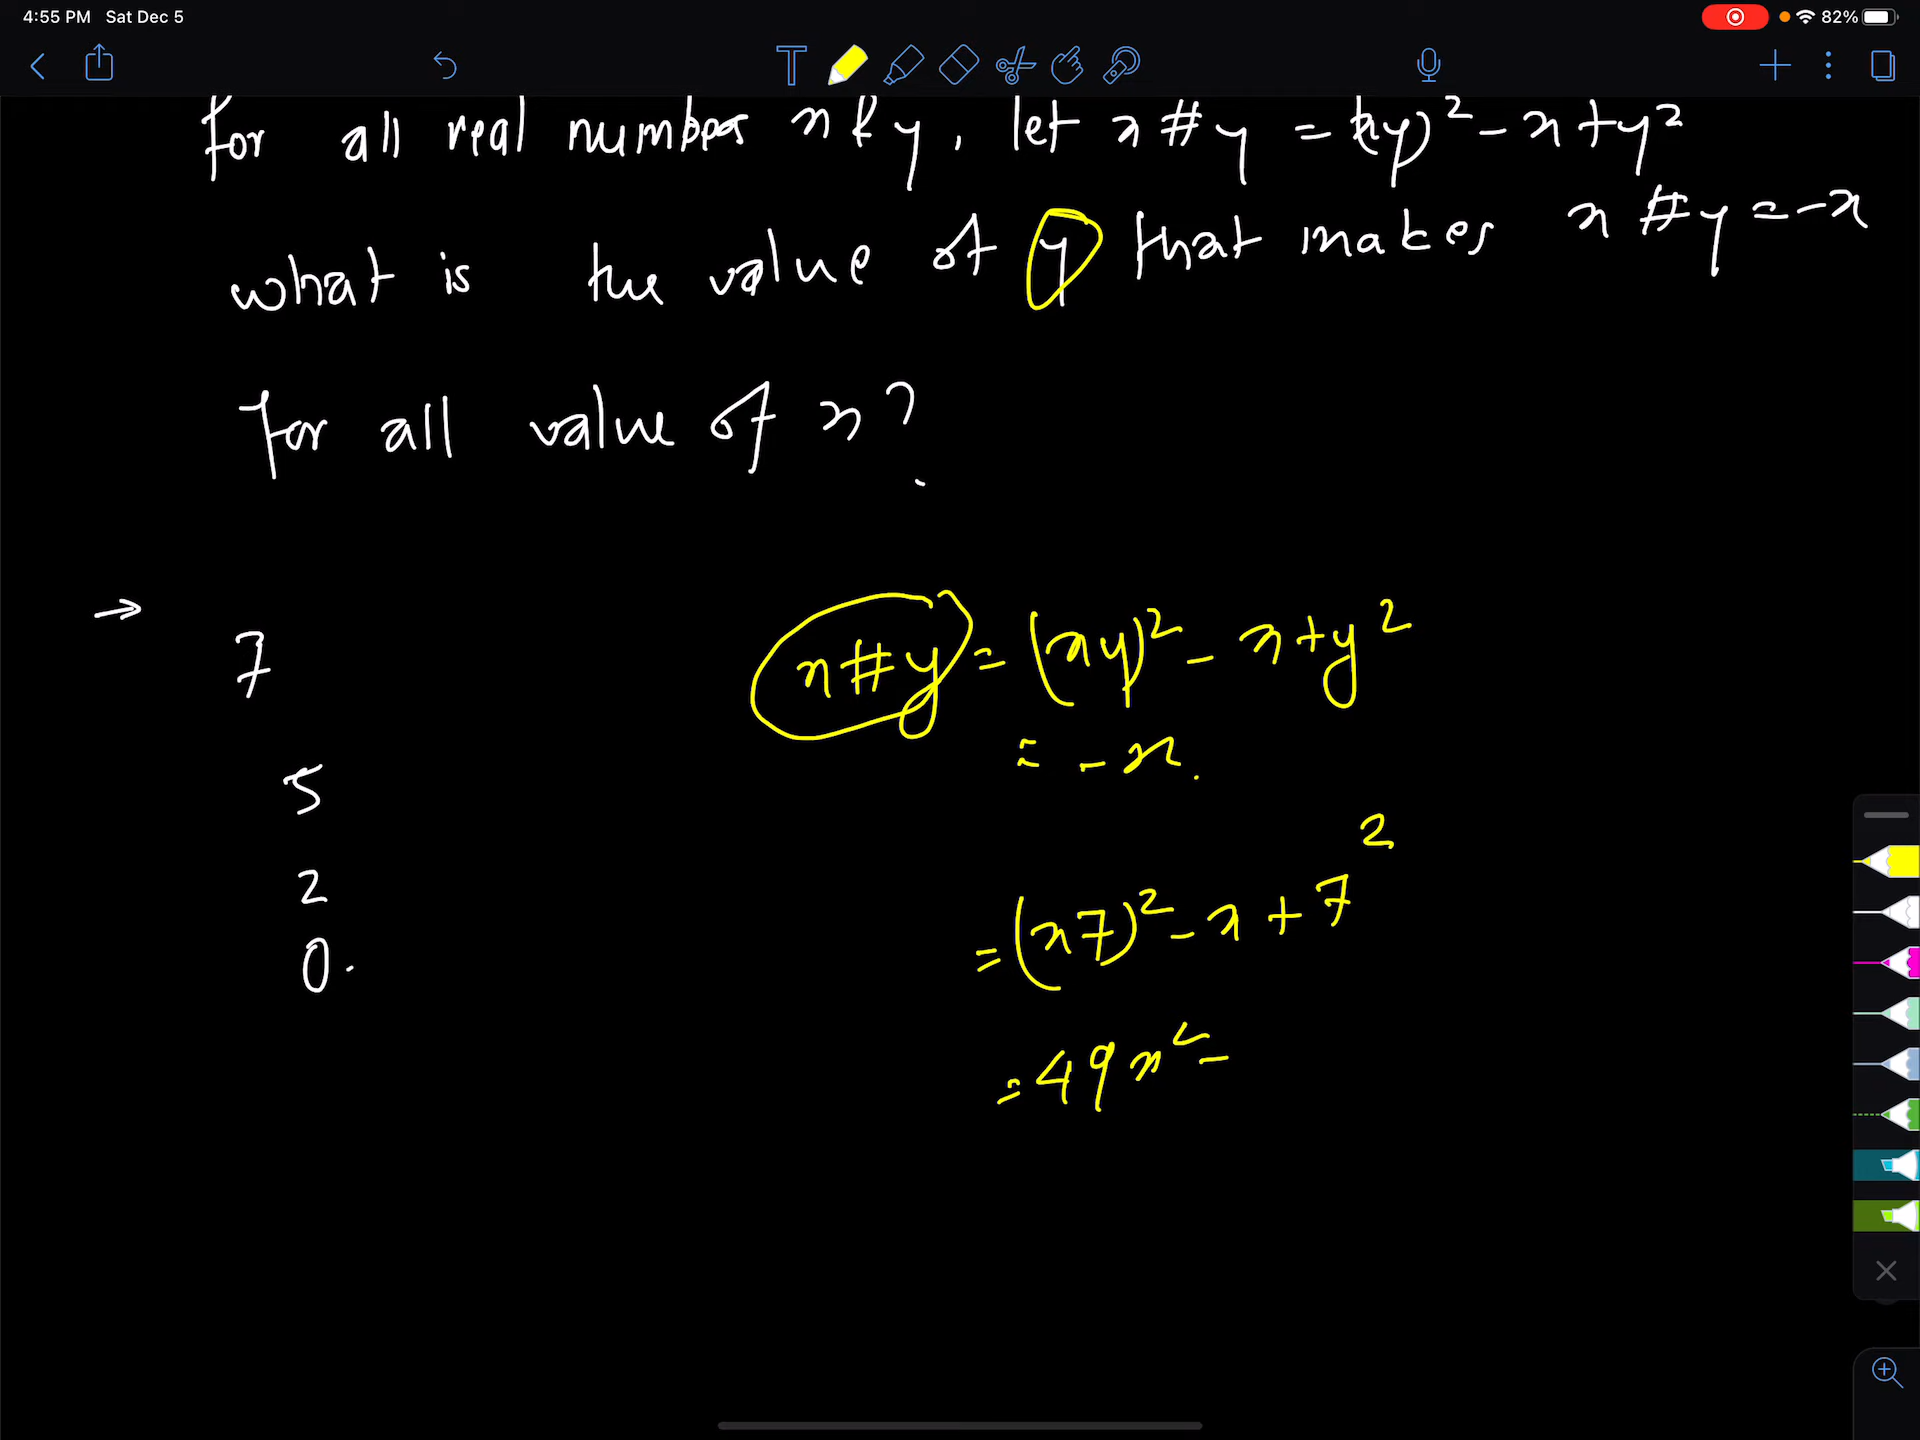 4:55 PM Sat Dec 5
82%
T
for all real numbers x & y, let x # y = (xy)² - x + y²
what is the value of y that makes x # y = -x
for all value of x?
→
7
5
2
0.
x # y = (xy)² - x + y²
= - x.
= (x7)² - x + 7²
= 49x² -